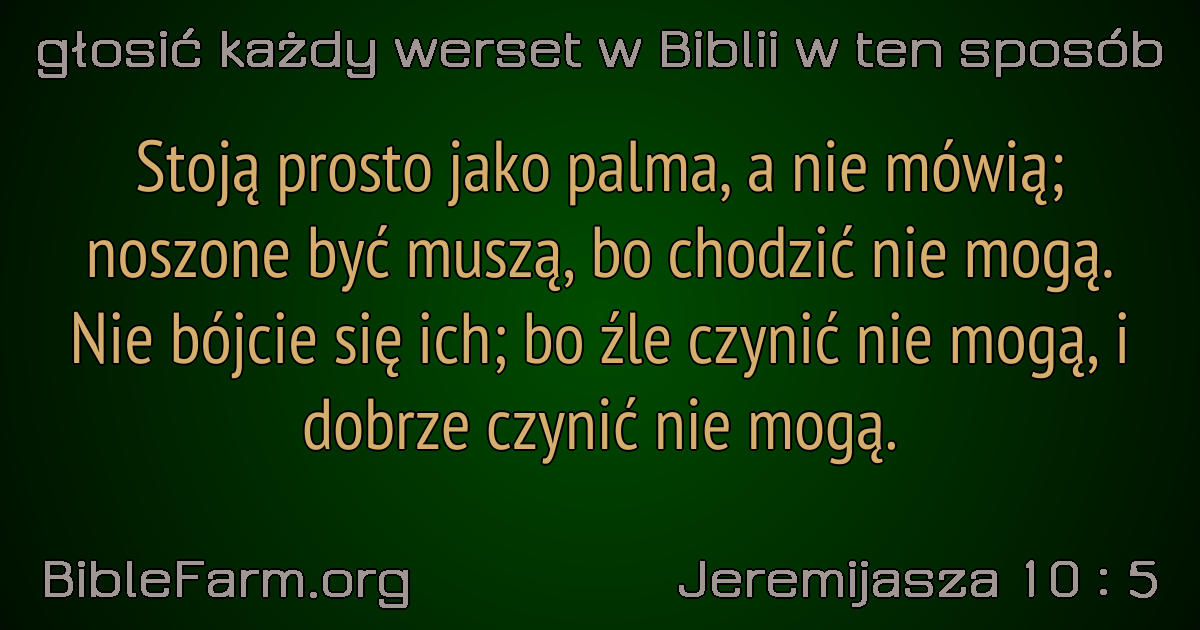 głosić każdy werset w Biblii w ten sposób
Stoją prosto jako palma, a nie mówią;
noszone być muszą, bo chodzić nie mogą.
Nie bójcie się ich; bo źle czynić nie mogą, i
dobrze czynić nie mogą.
BibleFarm.org
Jeremijasza 10 : 5